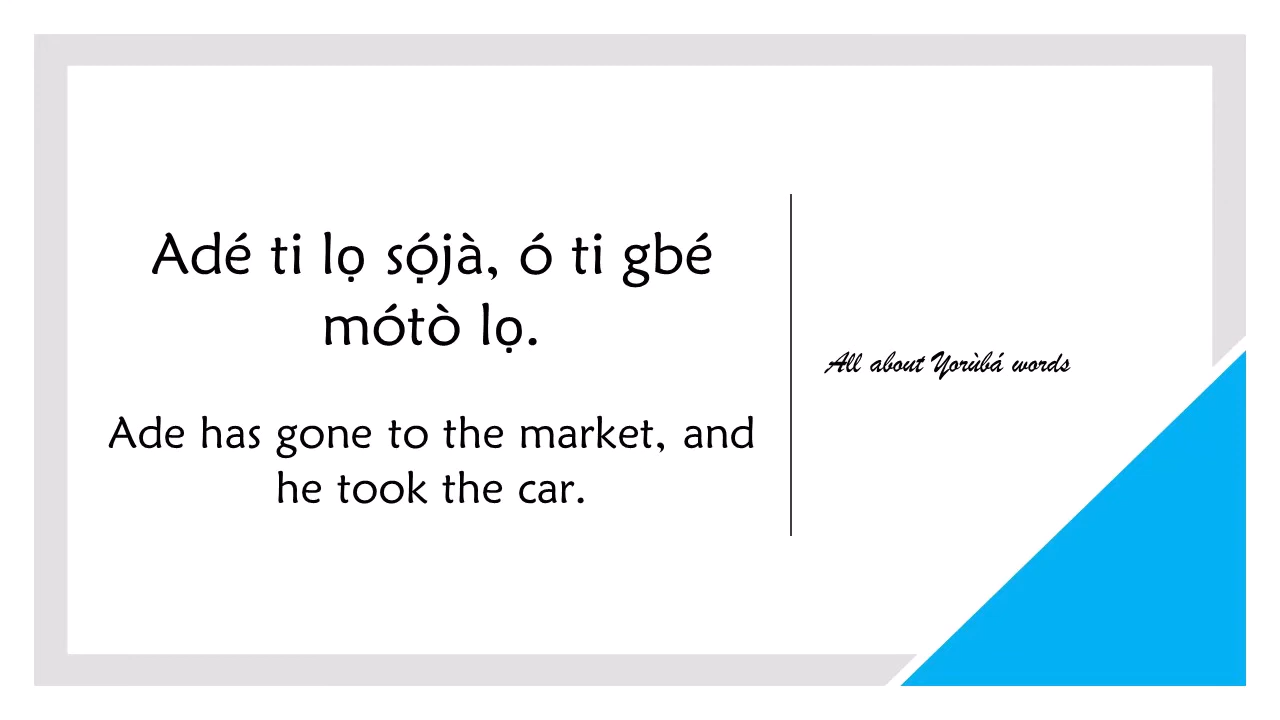 Adé ti lọ sọ́jà, ó ti gbé
mótò lọ.
Ade has gone to the market, and
he took the car.
All about Yorùbá words